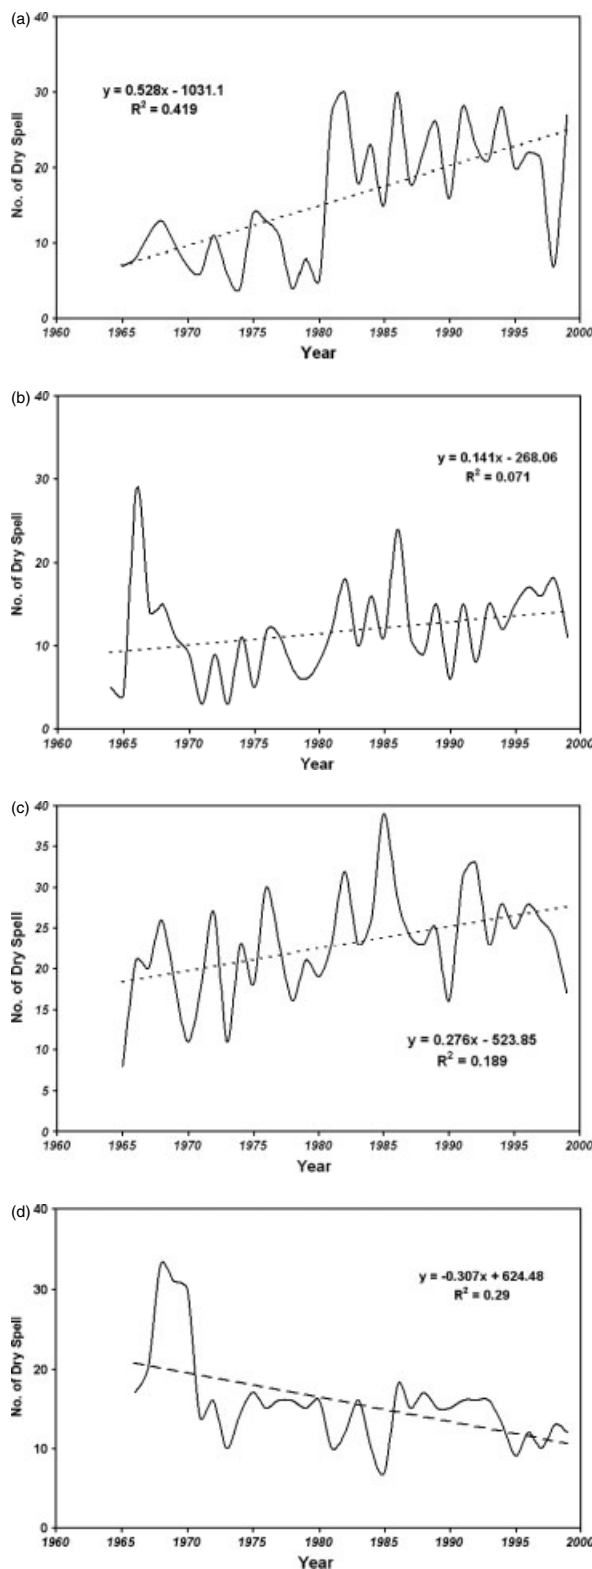 (a)
40
30
20
10
0
No. of Dry Spell
y = 0.528x - 1031.1
R² = 0.419
1960 1965 1970 1975 1980 1985 1990 1995 2000
Year
(b)
40
30
20
10
0
No. of Dry Spell
y = 0.141x - 268.06
R² = 0.071
1960 1965 1970 1975 1980 1985 1990 1995 2000
Year
(c)
40
35
30
25
20
15
10
5
0
No. of Dry Spell
y = 0.276x - 523.85
R² = 0.189
1960 1965 1970 1975 1980 1985 1990 1995 2000
Year
(d)
40
30
20
10
0
No. of Dry Spell
y = -0.307x + 624.48
R² = 0.29
1960 1965 1970 1975 1980 1985 1990 1995 2000
Year